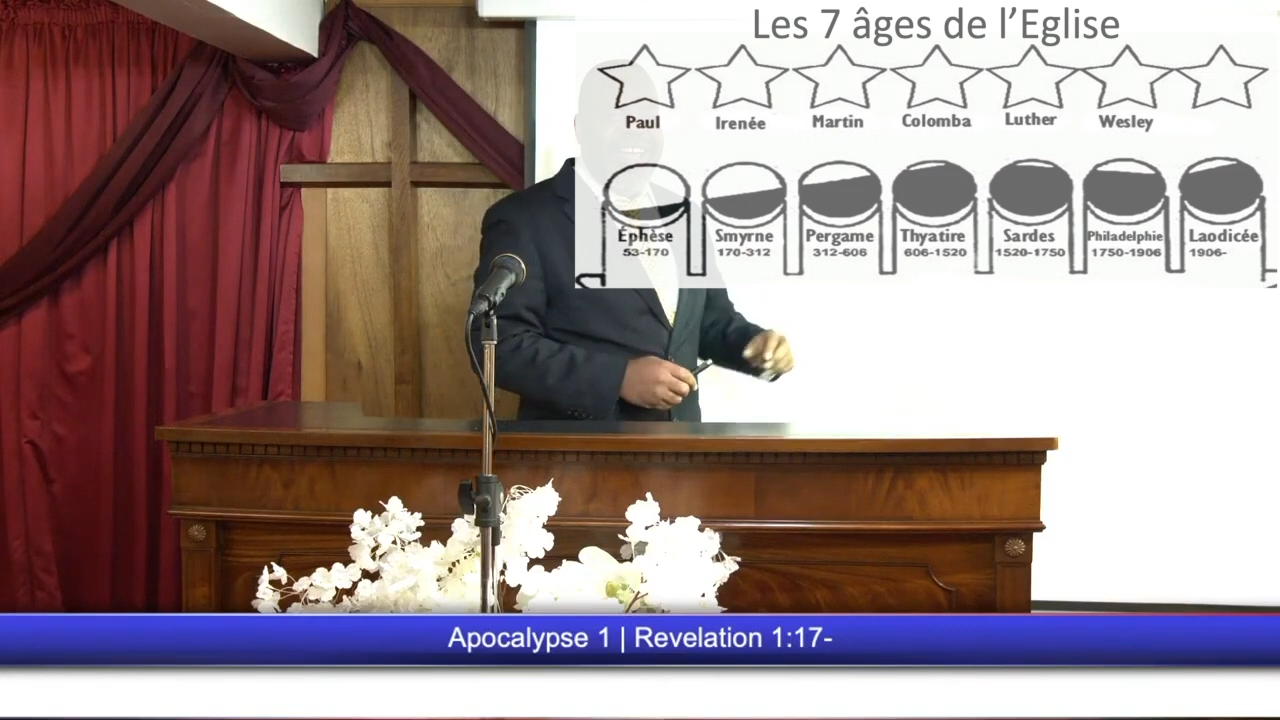 Les 7 âges de l’Eglise
Paul Irenée Martin Colomba Luther Wesley
Éphèse Smyrne Pergame Thyatire Sardes Philadelphie Laodicée
53-170 170-312 312-606 606-1520 1520-1750 1750-1906 1906-
Apocalypse 1 | Revelation 1:17-